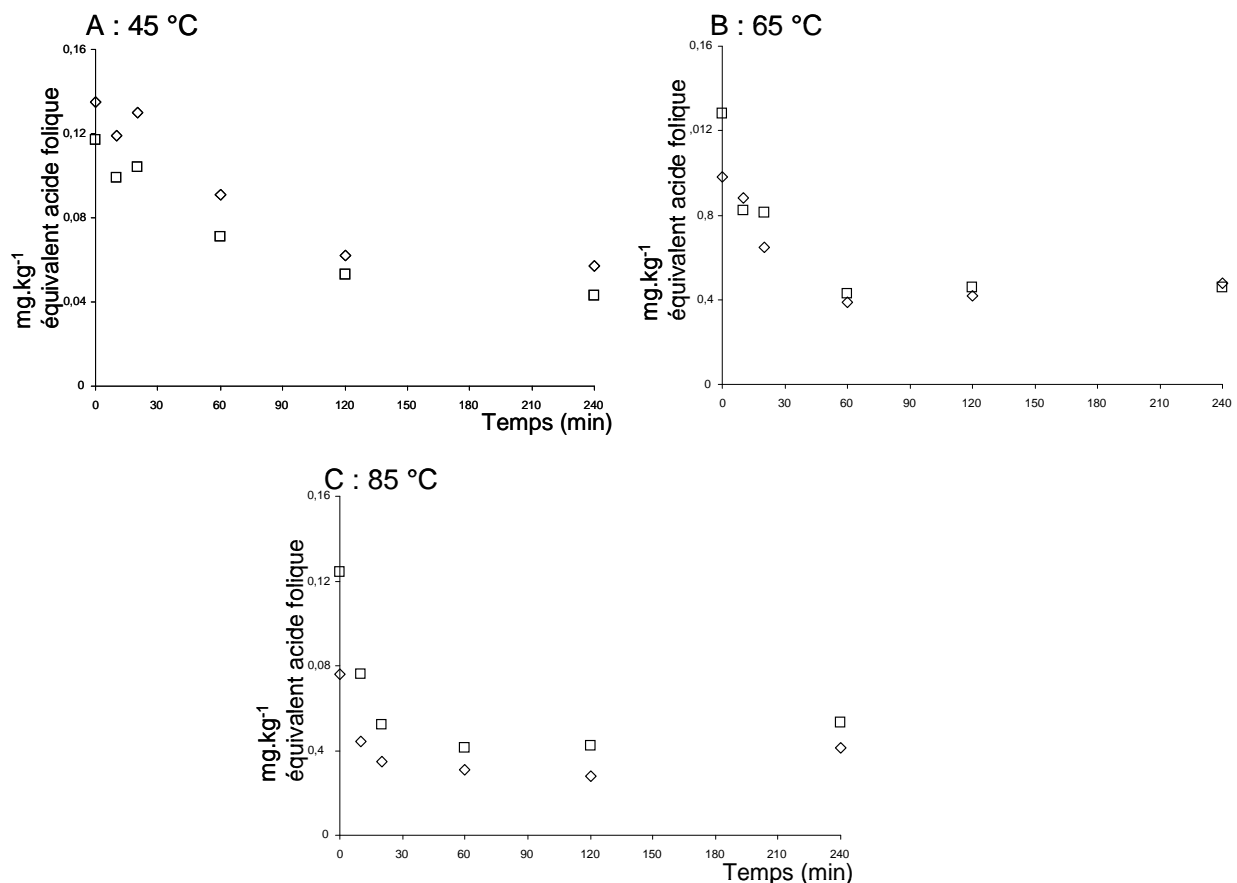 A : 45 °C
0,16
0,12
0,08
0,04
0
mg.kg-1
équivalent acide folique
0 30 60 90 120 150 180 210 240
Temps (min)
B : 65 °C
0,16
,012
0,8
0,4
0
mg.kg-1
équivalent acide folique
0 30 60 90 120 150 180 210 240
C : 85 °C
0,16
0,12
0,08
0,4
0
mg.kg-1
équivalent acide folique
0 30 60 90 120 150 180 210 240
Temps (min)